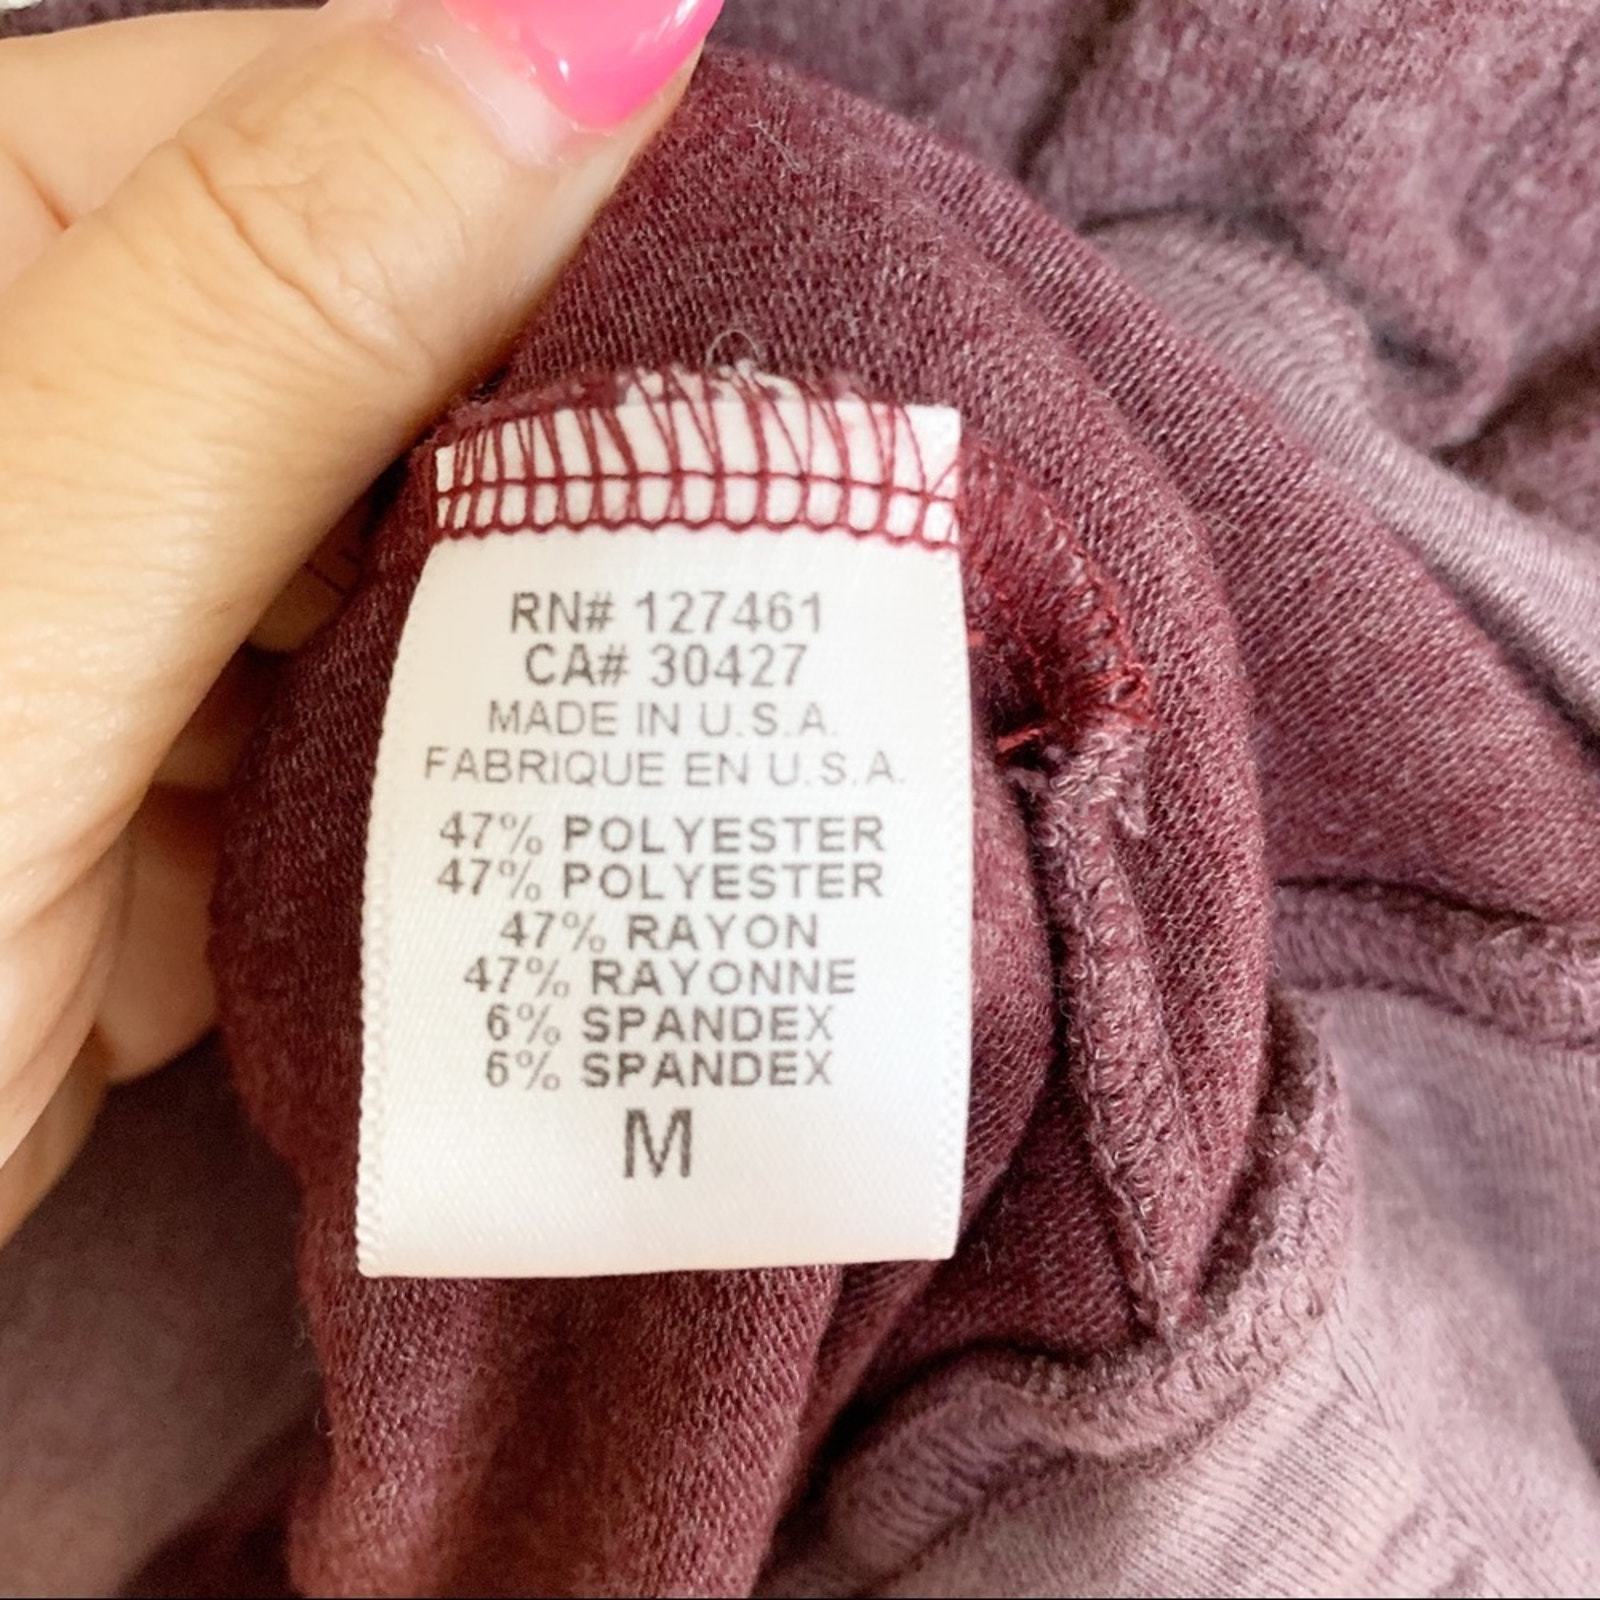 RN# 127461
CA# 30427
MADE IN U.S.A.
FABRIQUE EN U.S.A.
47% POLYESTER
47% POLYESTER
47% RAYON
47% RAYONNE
6% SPANDEX
6% SPANDEX
M